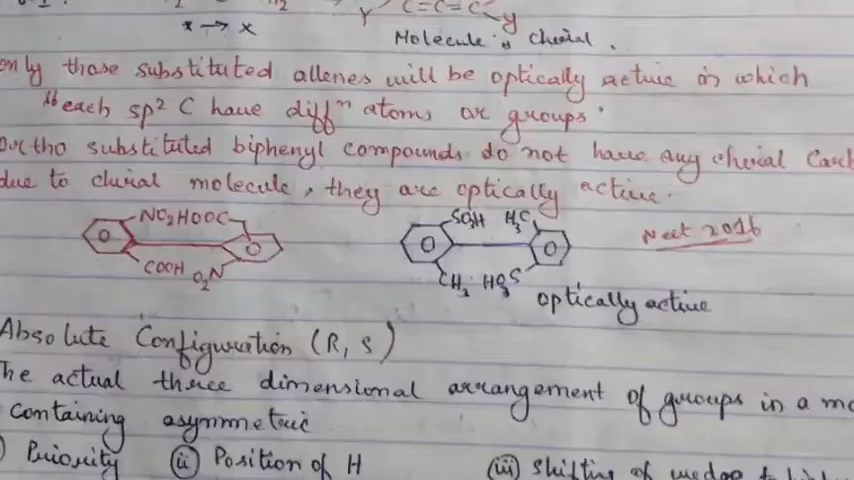 Y C=C=C y
* → x
Molecule is chiral.
only those substituted allenes will be optically active in which
each sp² C have diffⁿ atoms or groups.
ortho substituted biphenyl compounds do not have any chiral Carb
due to chiral molecule, they are optically active.
NO2 HOOC SO3H H3C Neet 2016
COOH O2N CH3 HO3S
optically active
Absolute Configuration (R, S)
The actual three dimensional arrangement of groups in a mo
containing asymmetric
) Priority (ii) Position of H (iii) Shifting of wedge